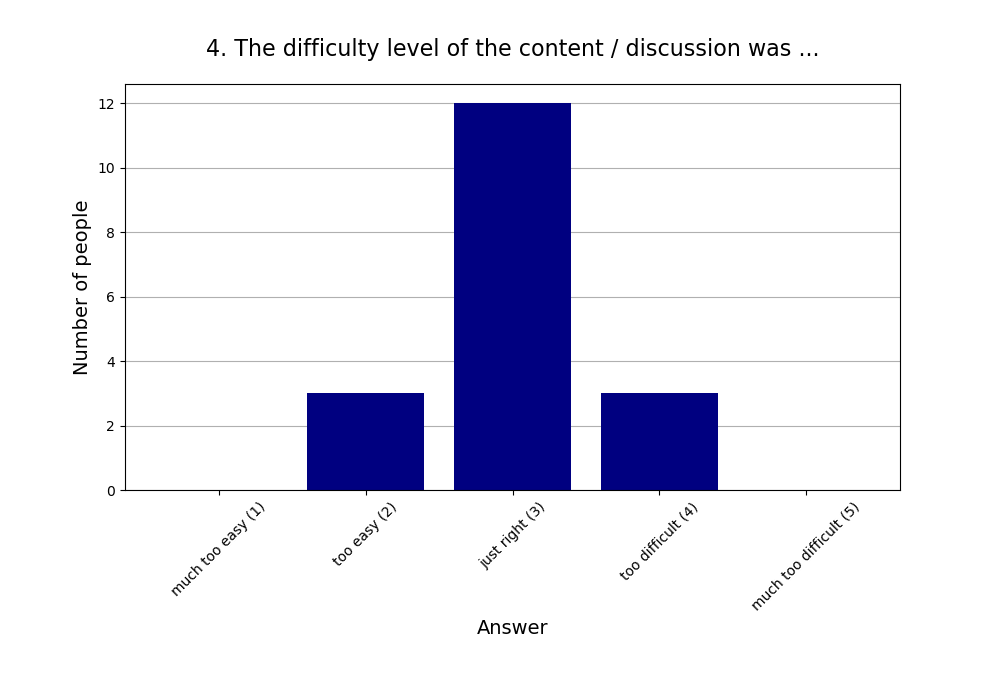 4. The difficulty level of the content / discussion was ...
Number of people
12
10
8
6
4
2
0
much too easy (1)
too easy (2)
just right (3)
too difficult (4)
much too difficult (5)
Answer